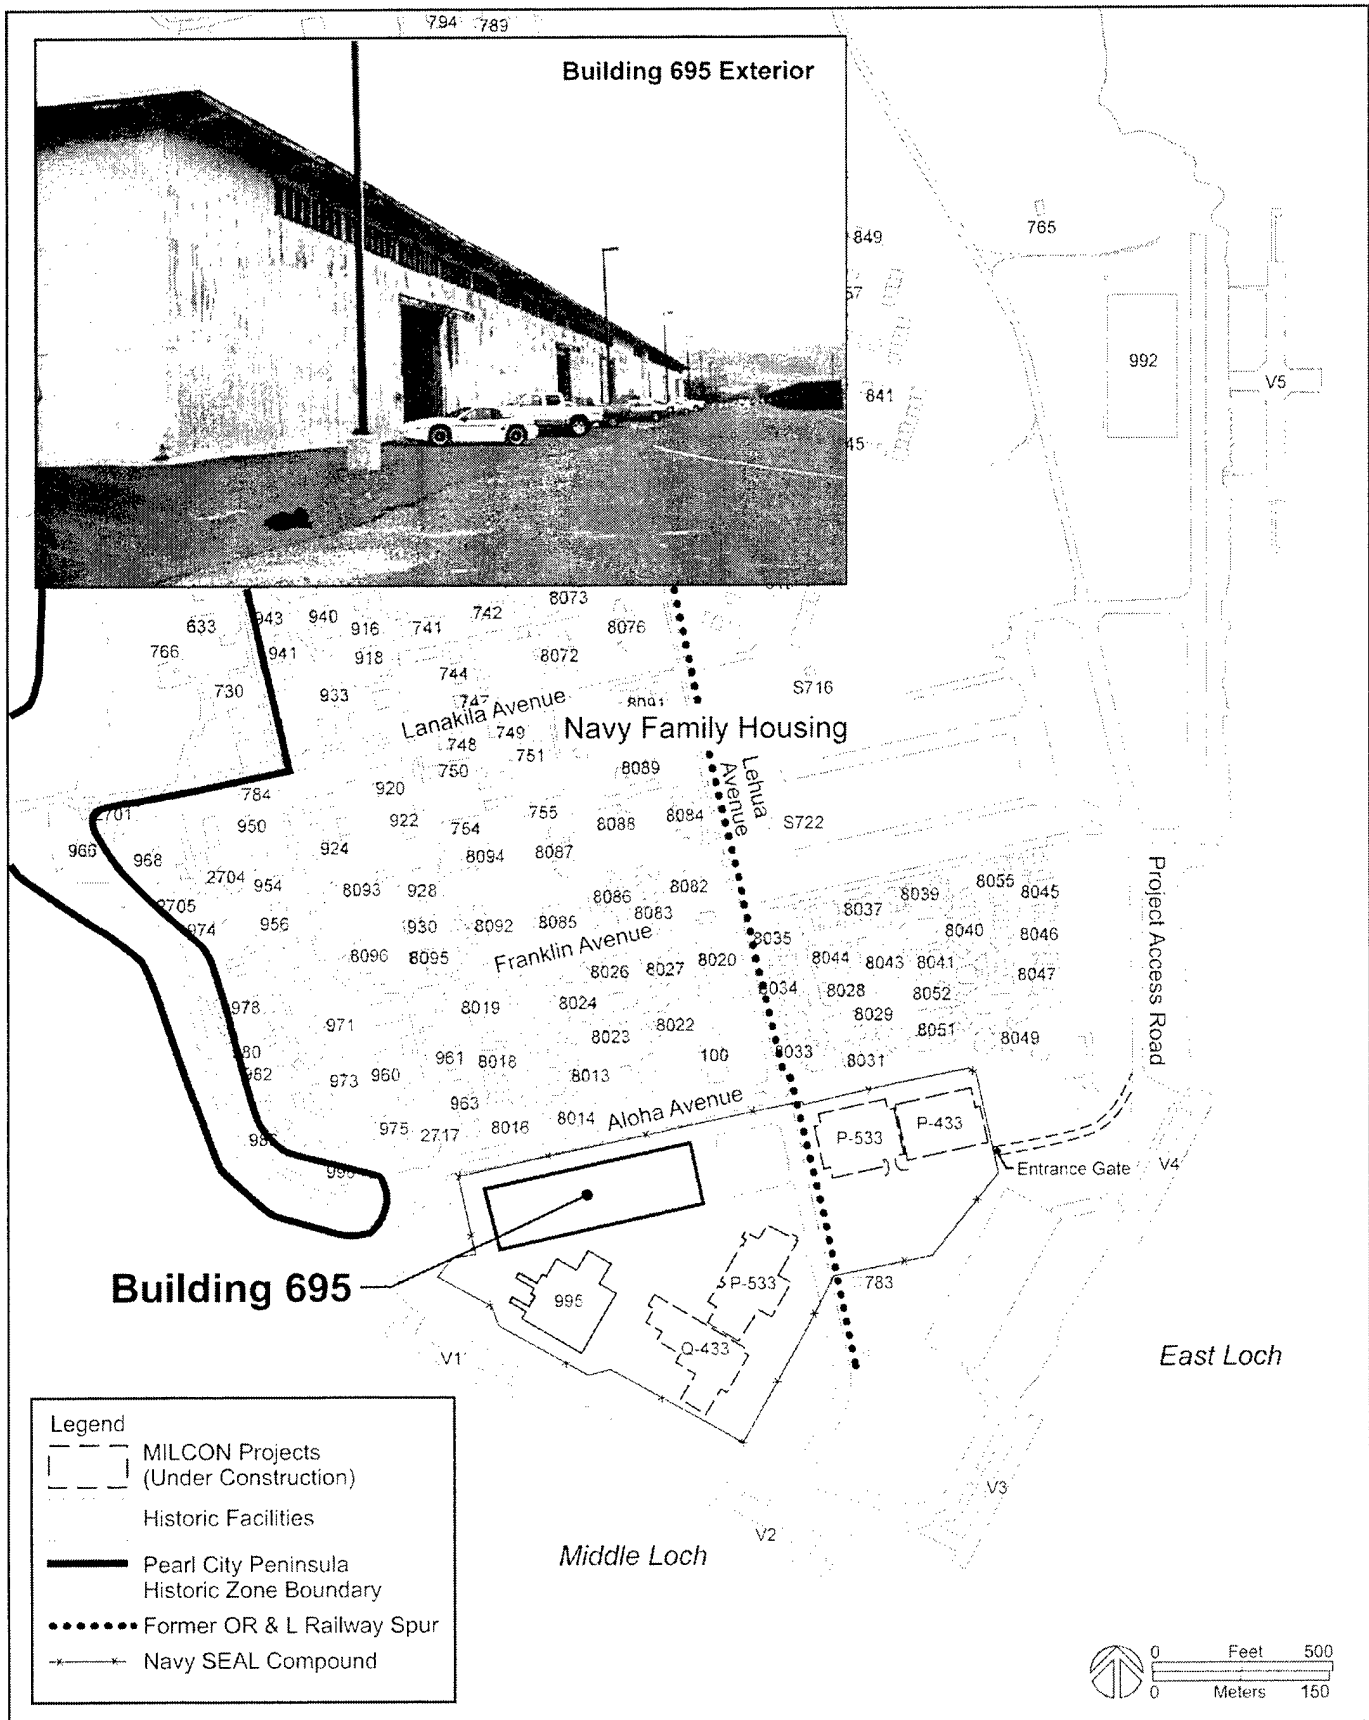 794 789
Building 695 Exterior
765
849
57
992
V5
841
45
8073
633 943 940 916 741 742 8076
766 941 918 8072
744
730 933 747 8091 S716
Lanakila Avenue
748 749 Navy Family Housing
751
750 8089
Lehua
Avenue
784 920
2701 755 8084
950 922 764 8088 S722
966 968 924 8094 8087
Project Access Road
2704 954 8093 928 8086 8082 8037 8039 8055 8045
2705 8083
974 956 930 8092 8085 8035 8040 8046
Franklin Avenue
8096 8095 8026 8027 8020 8044 8043 8041 8047
8034 8028 8052
978 8019 8024 8029
971 8023 8022 8051 8049
80 961 8018 100 8033 8031
982 973 960 8013
963
Aloha Avenue
975 2717 8016 8014
P-533 P-433
Entrance Gate
V4
Building 695
995
P-533
783
Q-433
V1
East Loch
V3
V2
Middle Loch
Legend
MILCON Projects
(Under Construction)
Historic Facilities
Pearl City Peninsula
Historic Zone Boundary
Former OR & L Railway Spur
Navy SEAL Compound
0 Feet 500
0 Meters 150